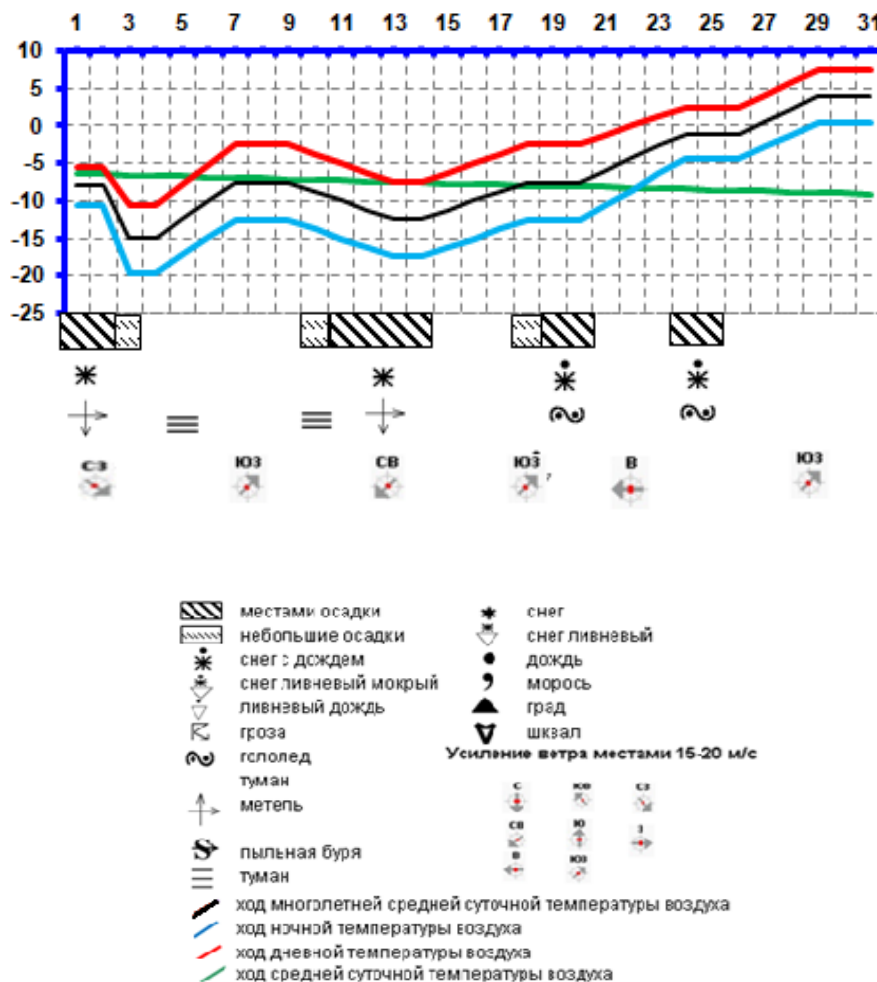 1 3 5 7 9 11 13 15 17 19 21 23 25 27 29 31
10
5
0
-5
-10
-15
-20
-25
СЗ ЮЗ СВ ЮЗ В ЮЗ
местами осадки снег
небольшие осадки снег ливневый
снег с дождем дождь
снег ливневый мокрый морось
ливневый дождь град
гроза шквал
гололед Усиление ветра местами 15-20 м/с
туман
С ЮВ СЗ
метель
СВ Ю З
пыльная буря
В ЮЗ
туман
ход многолетней средней суточной температуры воздуха
ход ночной температуры воздуха
ход дневной температуры воздуха
ход средней суточной температуры воздуха